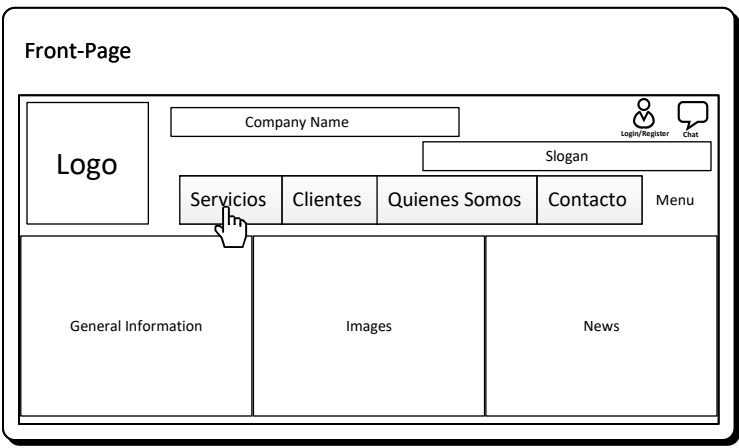 Front-Page
Company Name
Login/Register
Chat
Logo
Slogan
Servicios
Clientes
Quienes Somos
Contacto
Menu
General Information
Images
News